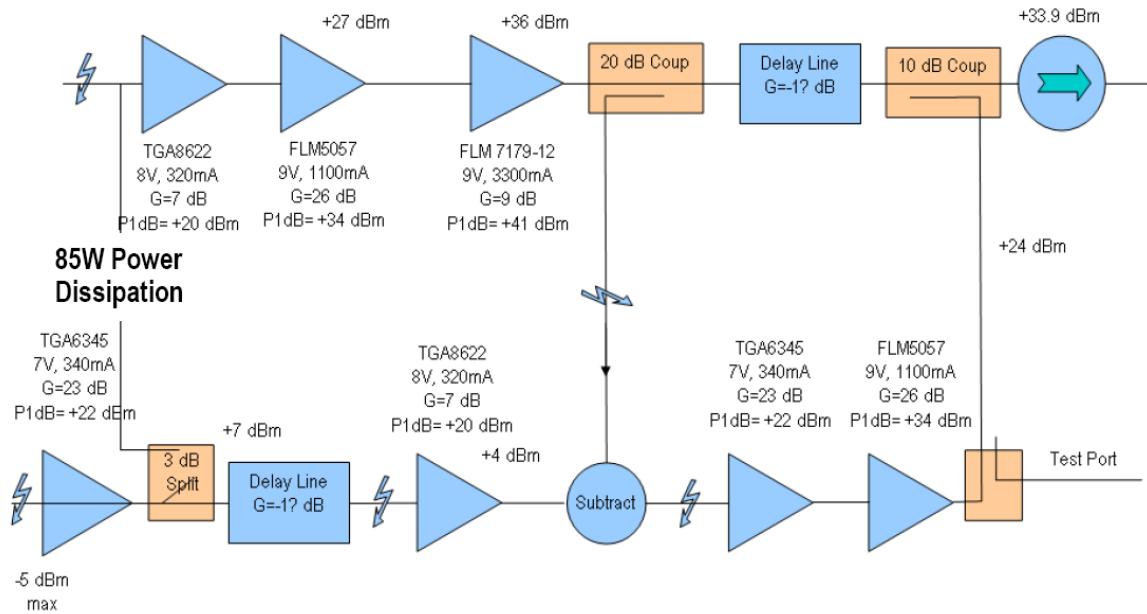 +27 dBm
+36 dBm
+33.9 dBm
20 dB Coup
Delay Line
G=-1? dB
10 dB Coup
TGA8622
8V, 320mA
G=7 dB
P1dB= +20 dBm
FLM5057
9V, 1100mA
G=26 dB
P1dB= +34 dBm
FLM 7179-12
9V, 3300mA
G=9 dB
P1dB= +41 dBm
+24 dBm
85W Power
Dissipation
TGA6345
7V, 340mA
G=23 dB
P1dB= +22 dBm
+7 dBm
3 dB
Split
Delay Line
G=-1? dB
TGA8622
8V, 320mA
G=7 dB
P1dB= +20 dBm
+4 dBm
Subtract
TGA6345
7V, 340mA
G=23 dB
P1dB= +22 dBm
FLM5057
9V, 1100mA
G=26 dB
P1dB= +34 dBm
Test Port
-5 dBm
max